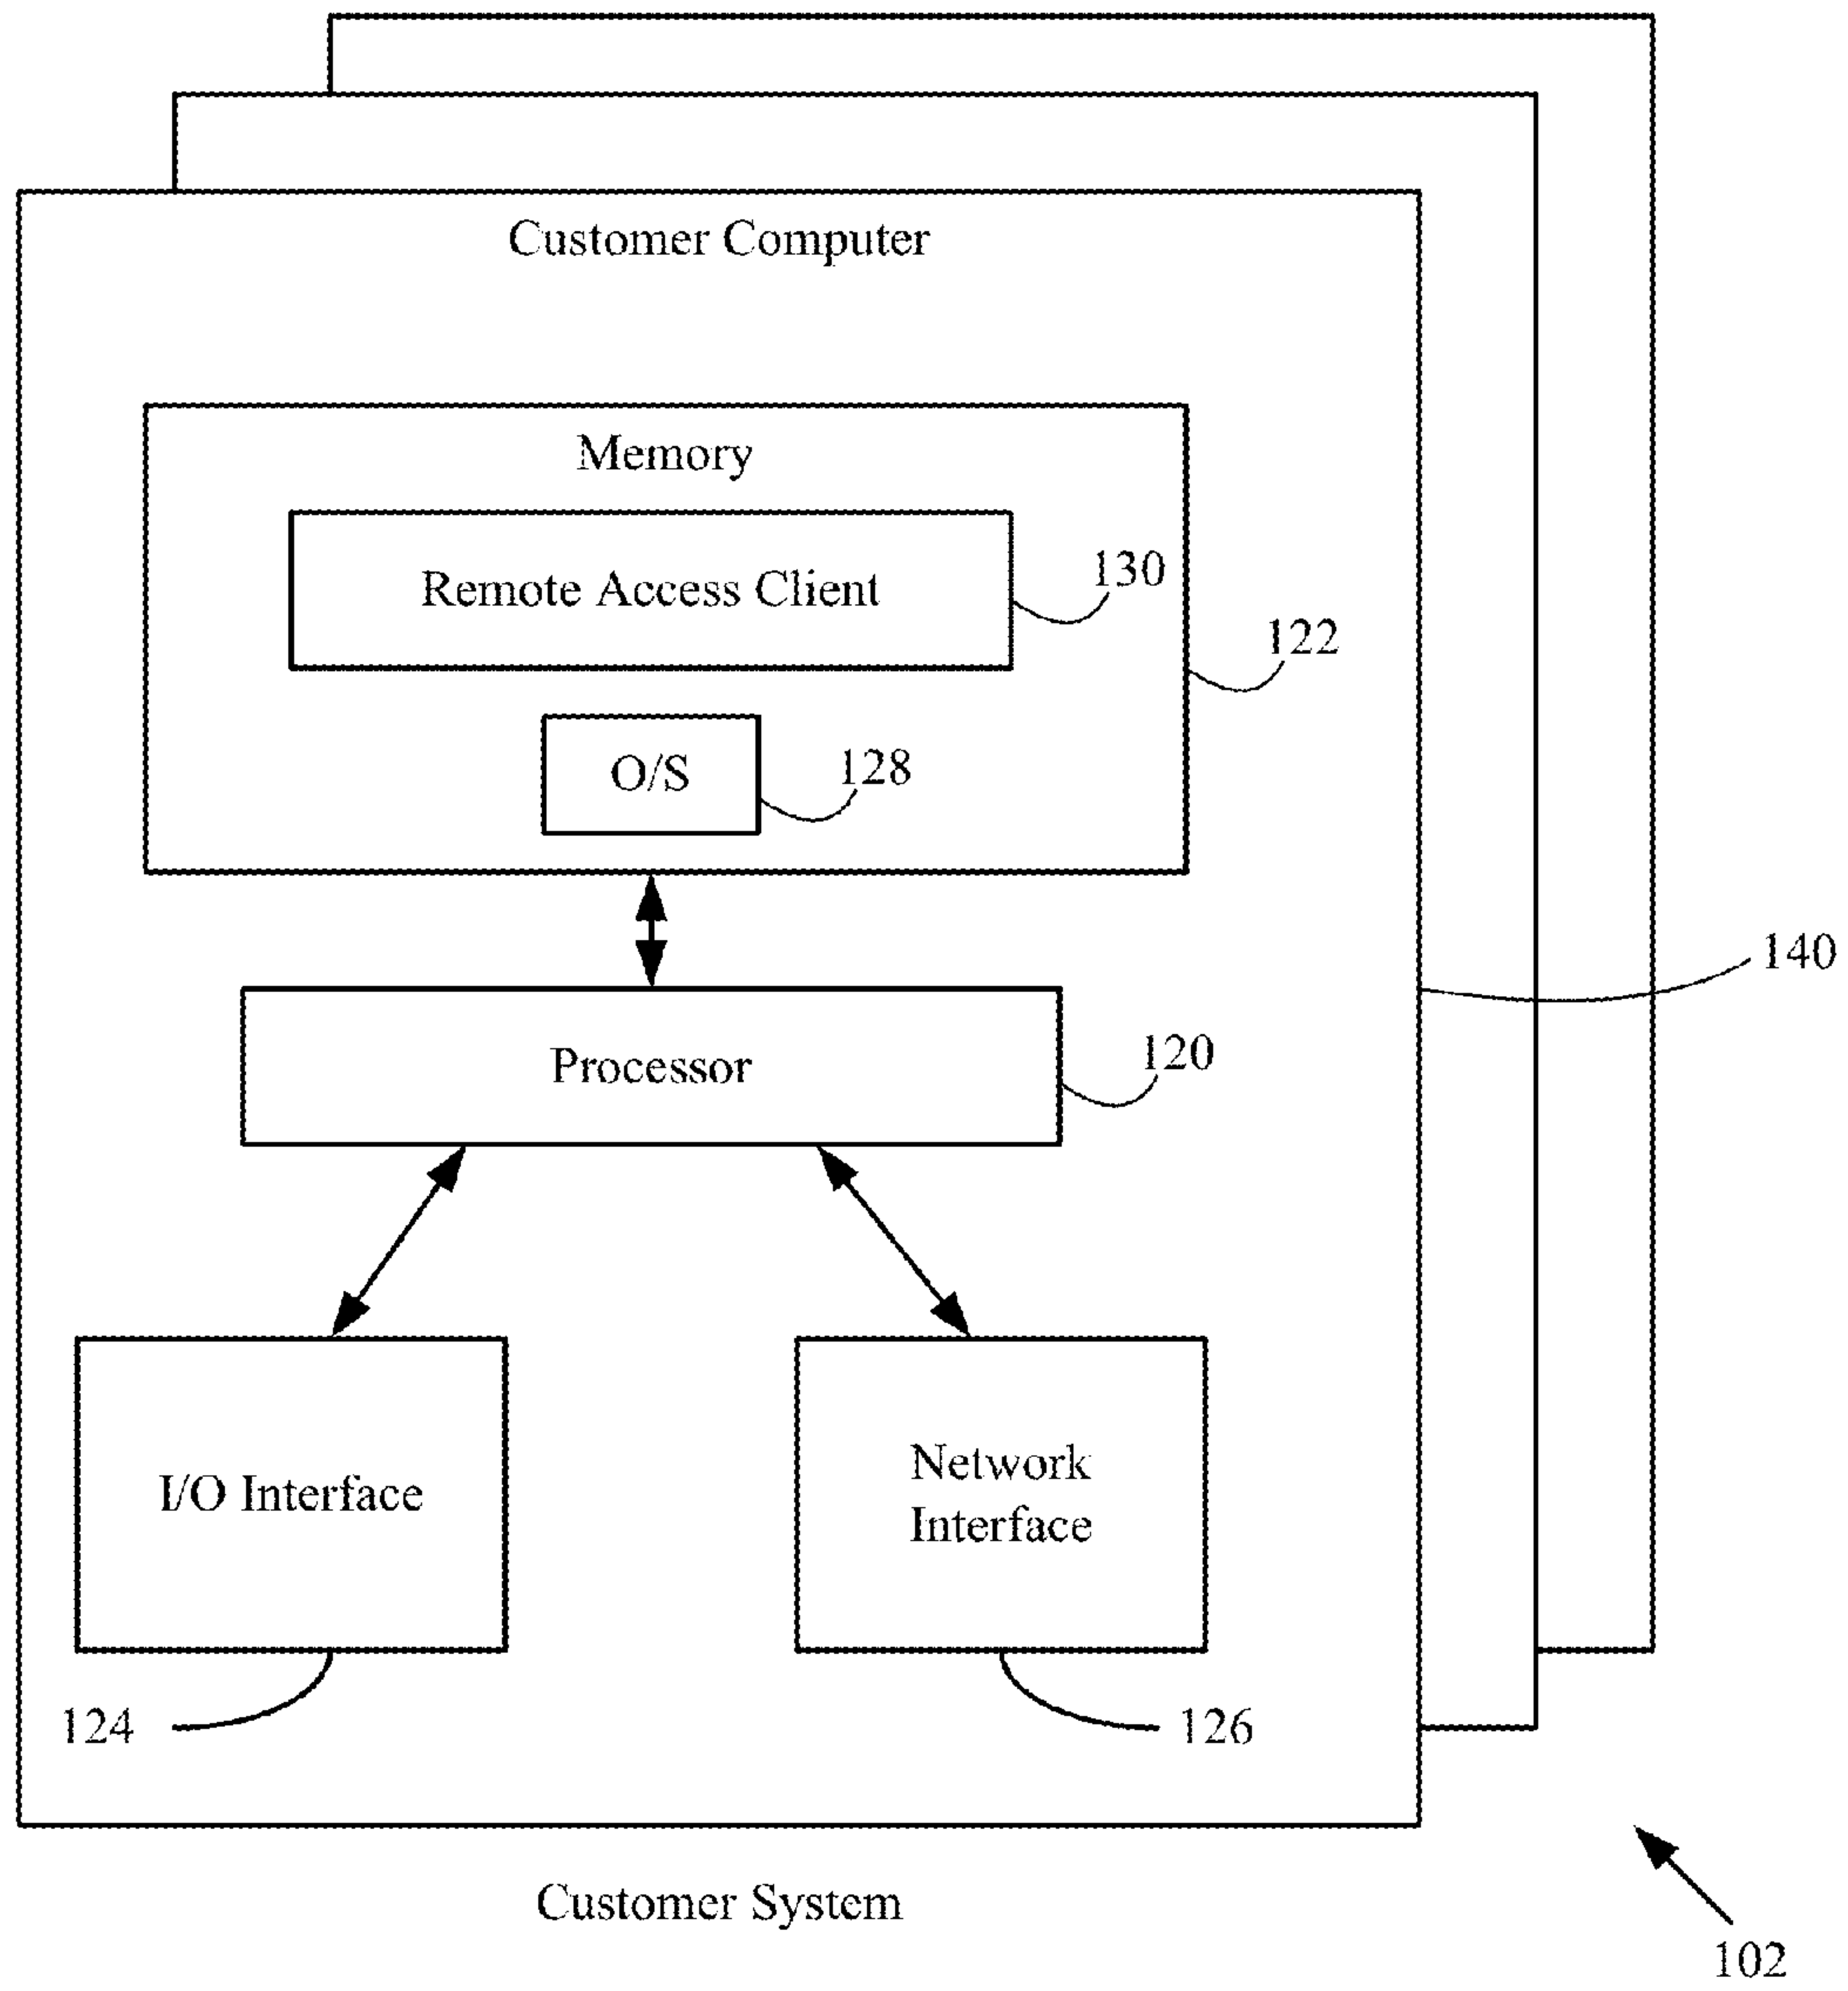 Customer Computer
Memory
Remote Access Client
130
122
O/S
128
140
Processor
120
I/O Interface
Network
Interface
124
126
Customer System
102